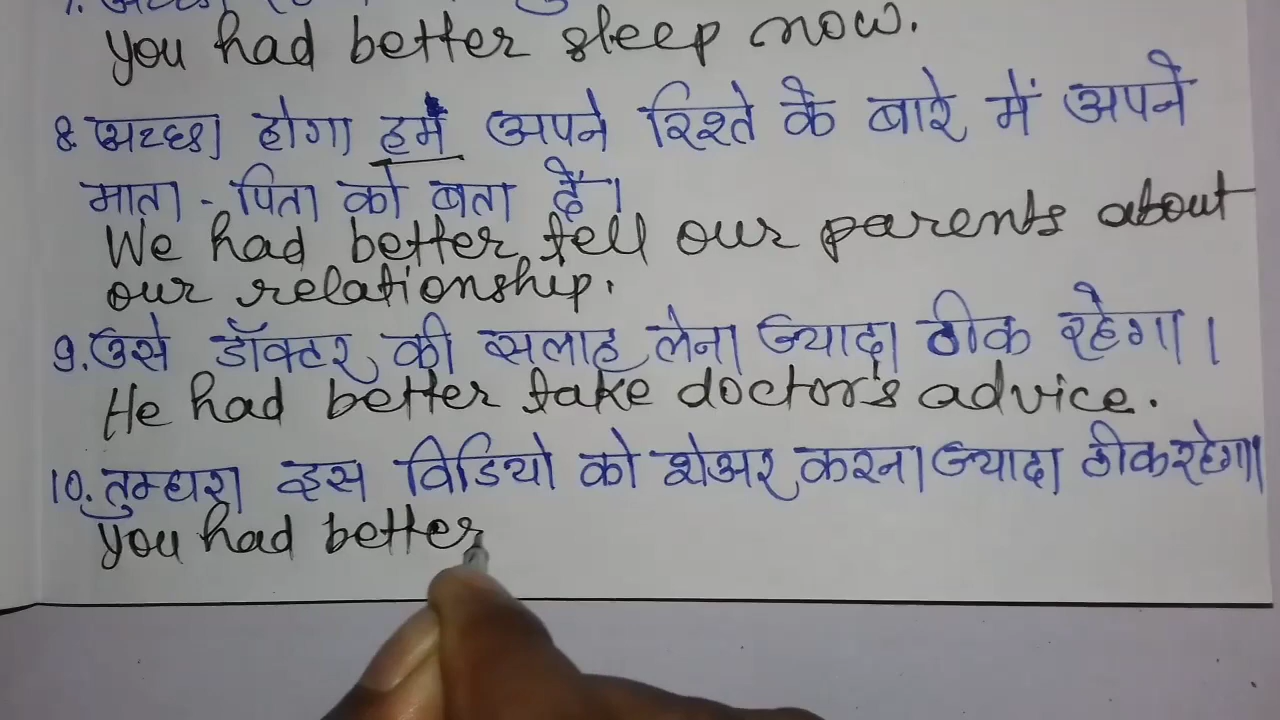 You had better sleep now.
8. अच्छा होगा हमें अपने रिश्ते के बारे में अपने
माता - पिता को बता दें।
We had better tell our parents about
our relationship.
9. उसे डॉक्टर की सलाह लेना ज्यादा ठीक रहेगा।
He had better take doctor's advice.
10. तुम्हारा इस विडियो को शेअर करना ज्यादा ठीक रहेगा।
You had better